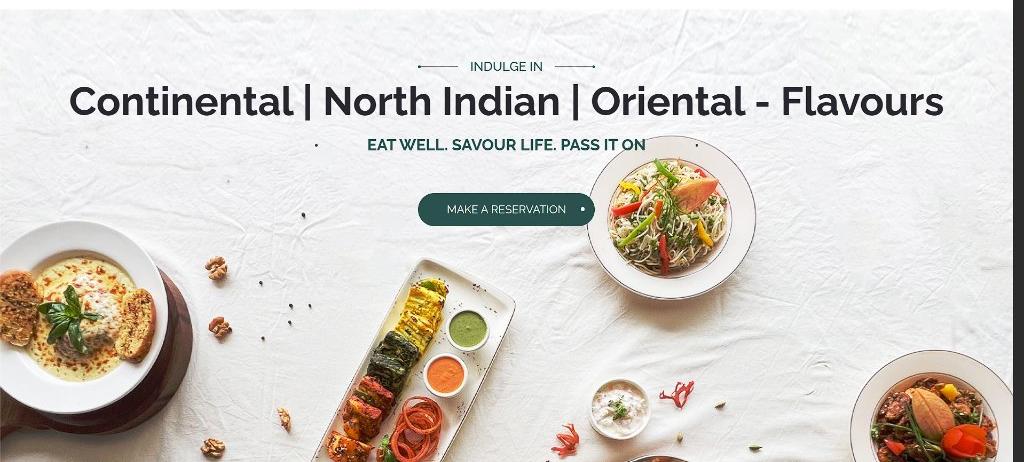 INDULGE IN
Continental | North Indian | Oriental - Flavours
EAT WELL. SAVOUR LIFE. PASS IT ON
MAKE A RESERVATION